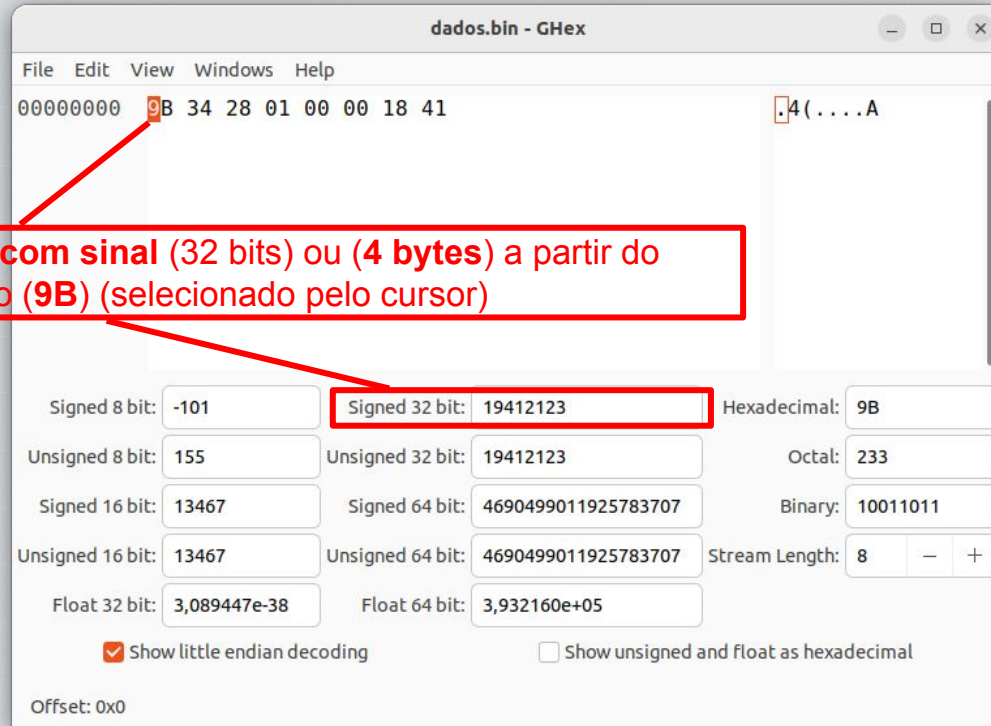 dados.bin - GHex
File Edit View Windows Help
00000000 9B 34 28 01 00 00 18 41 .4(....A
com sinal (32 bits) ou (4 bytes) a partir do
(9B) (selecionado pelo cursor)
Signed 8 bit: -101 Signed 32 bit: 19412123 Hexadecimal: 9B
Unsigned 8 bit: 155 Unsigned 32 bit: 19412123 Octal: 233
Signed 16 bit: 13467 Signed 64 bit: 4690499011925783707 Binary: 10011011
Unsigned 16 bit: 13467 Unsigned 64 bit: 4690499011925783707 Stream Length: 8 − +
Float 32 bit: 3,089447e-38 Float 64 bit: 3,932160e+05
Show little endian decoding Show unsigned and float as hexadecimal
Offset: 0x0